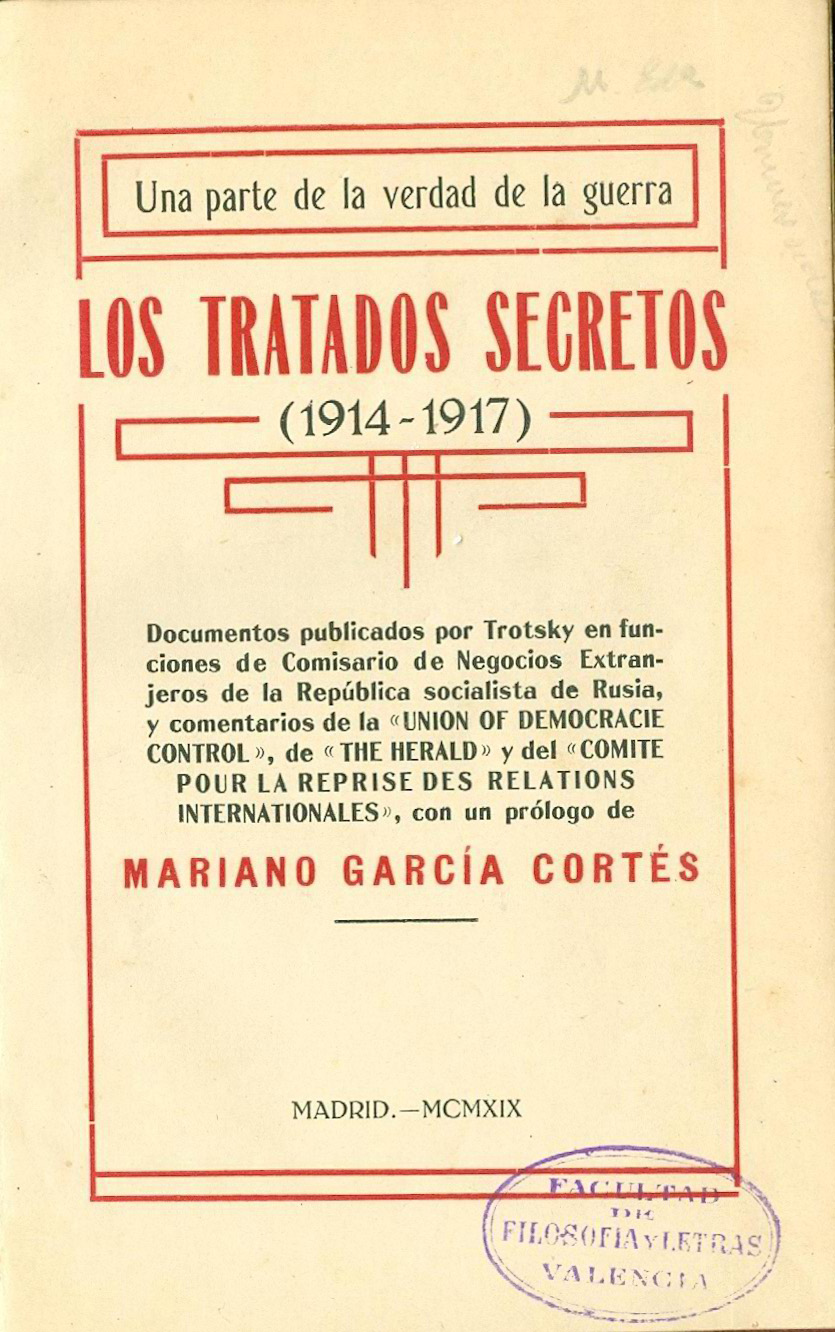 Una parte de la verdad de la guerra
LOS TRATADOS SECRETOS
(1914-1917)
Documentos publicados por Trotsky en fun-
ciones de Comisario de Negocios Extran-
jeros de la República socialista de Rusia,
y comentarios de la «UNION OF DEMOCRACIE
CONTROL», de «THE HERALD» y del «COMITE
POUR LA REPRISE DES RELATIONS
INTERNATIONALES», con un prólogo de
MARIANO GARCÍA CORTÉS
MADRID.—MCMXIX
FACULTAD
DE
FILOSOFÍA Y LETRAS
VALENCIA